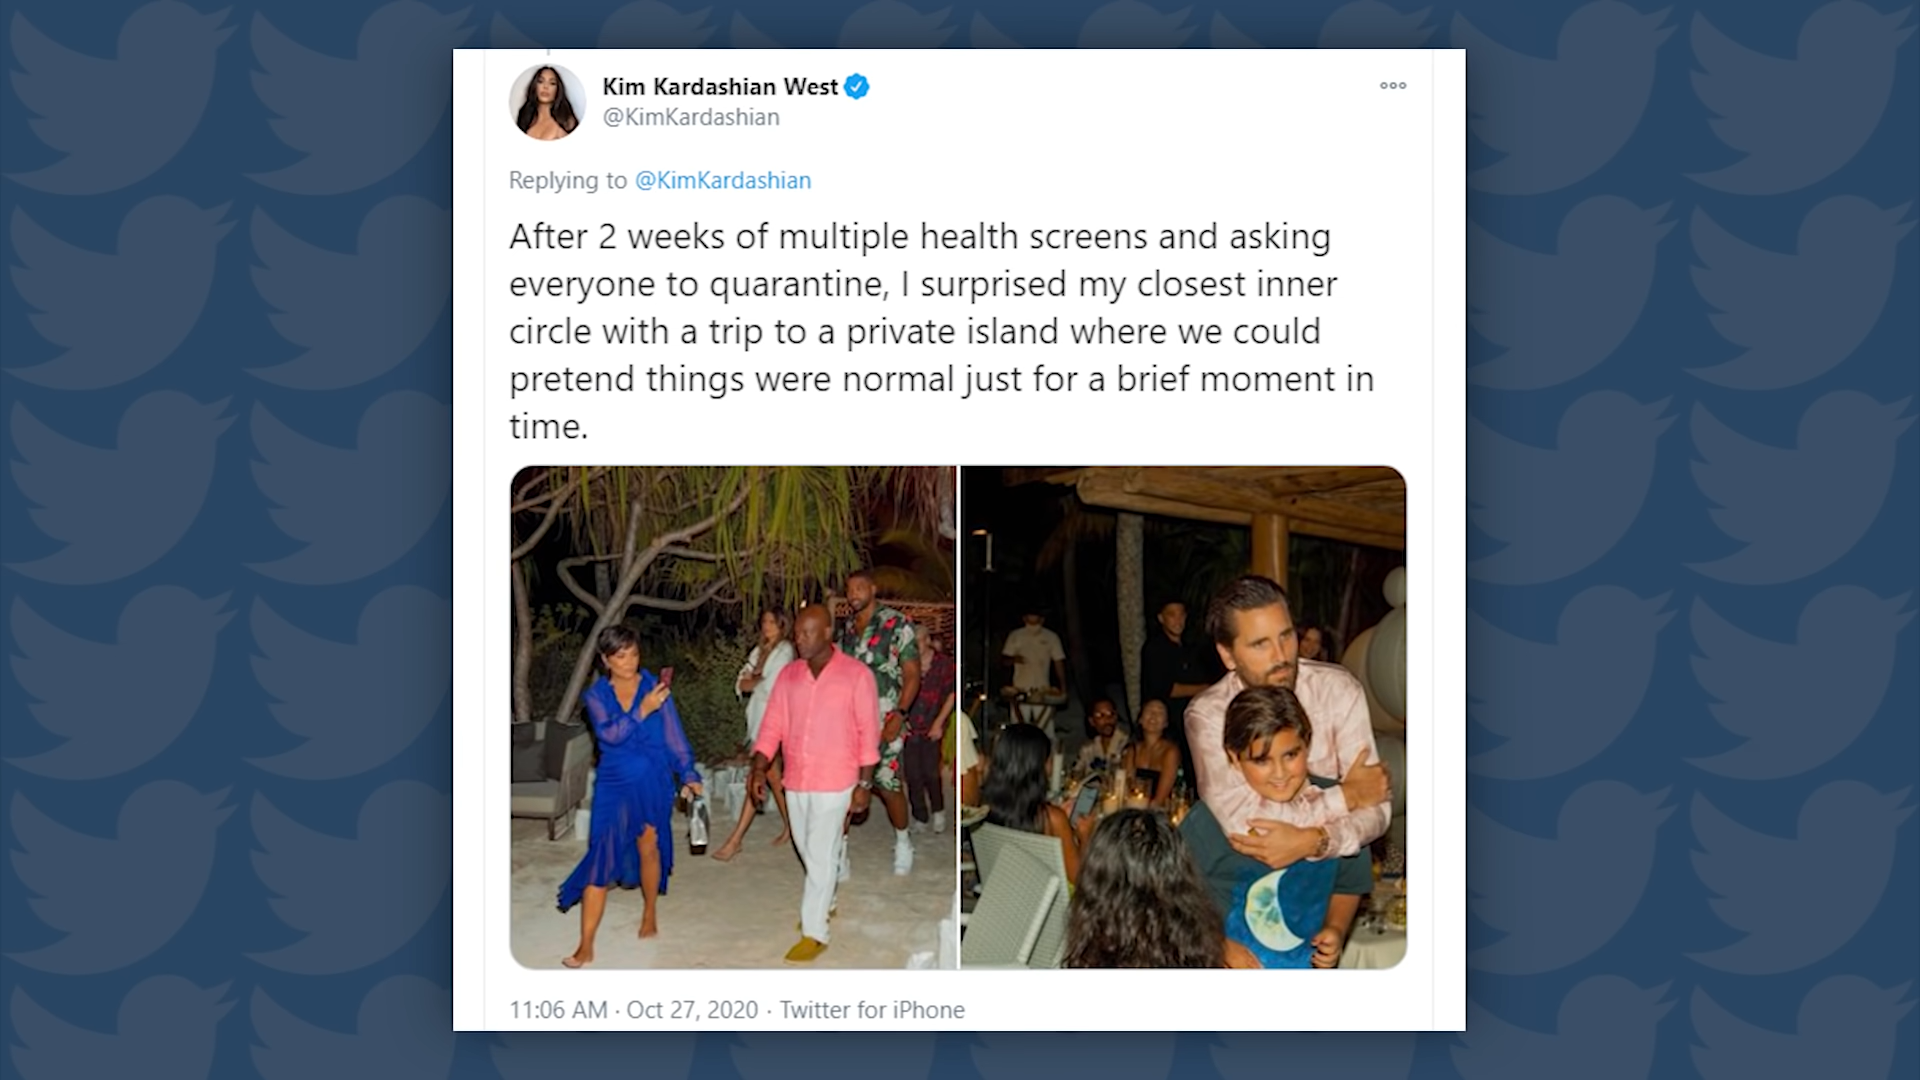 Kim Kardashian West
@KimKardashian
Replying to @KimKardashian
After 2 weeks of multiple health screens and asking
everyone to quarantine, I surprised my closest inner
circle with a trip to a private island where we could
pretend things were normal just for a brief moment in
time.
11:06 AM · Oct 27, 2020 · Twitter for iPhone